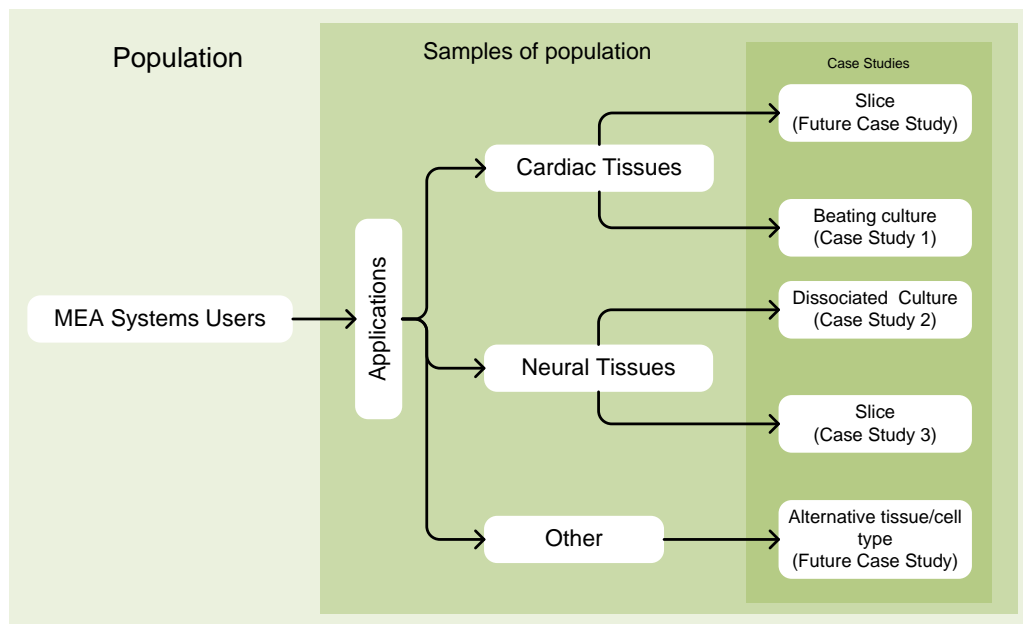 Population
Samples of population
Case Studies
Slice
(Future Case Study)
Cardiac Tissues
Beating culture
(Case Study 1)
MEA Systems Users
Applications
Dissociated  Culture
(Case Study 2)
Neural Tissues
Slice
(Case Study 3)
Other
Alternative tissue/cell
type
(Future Case Study)